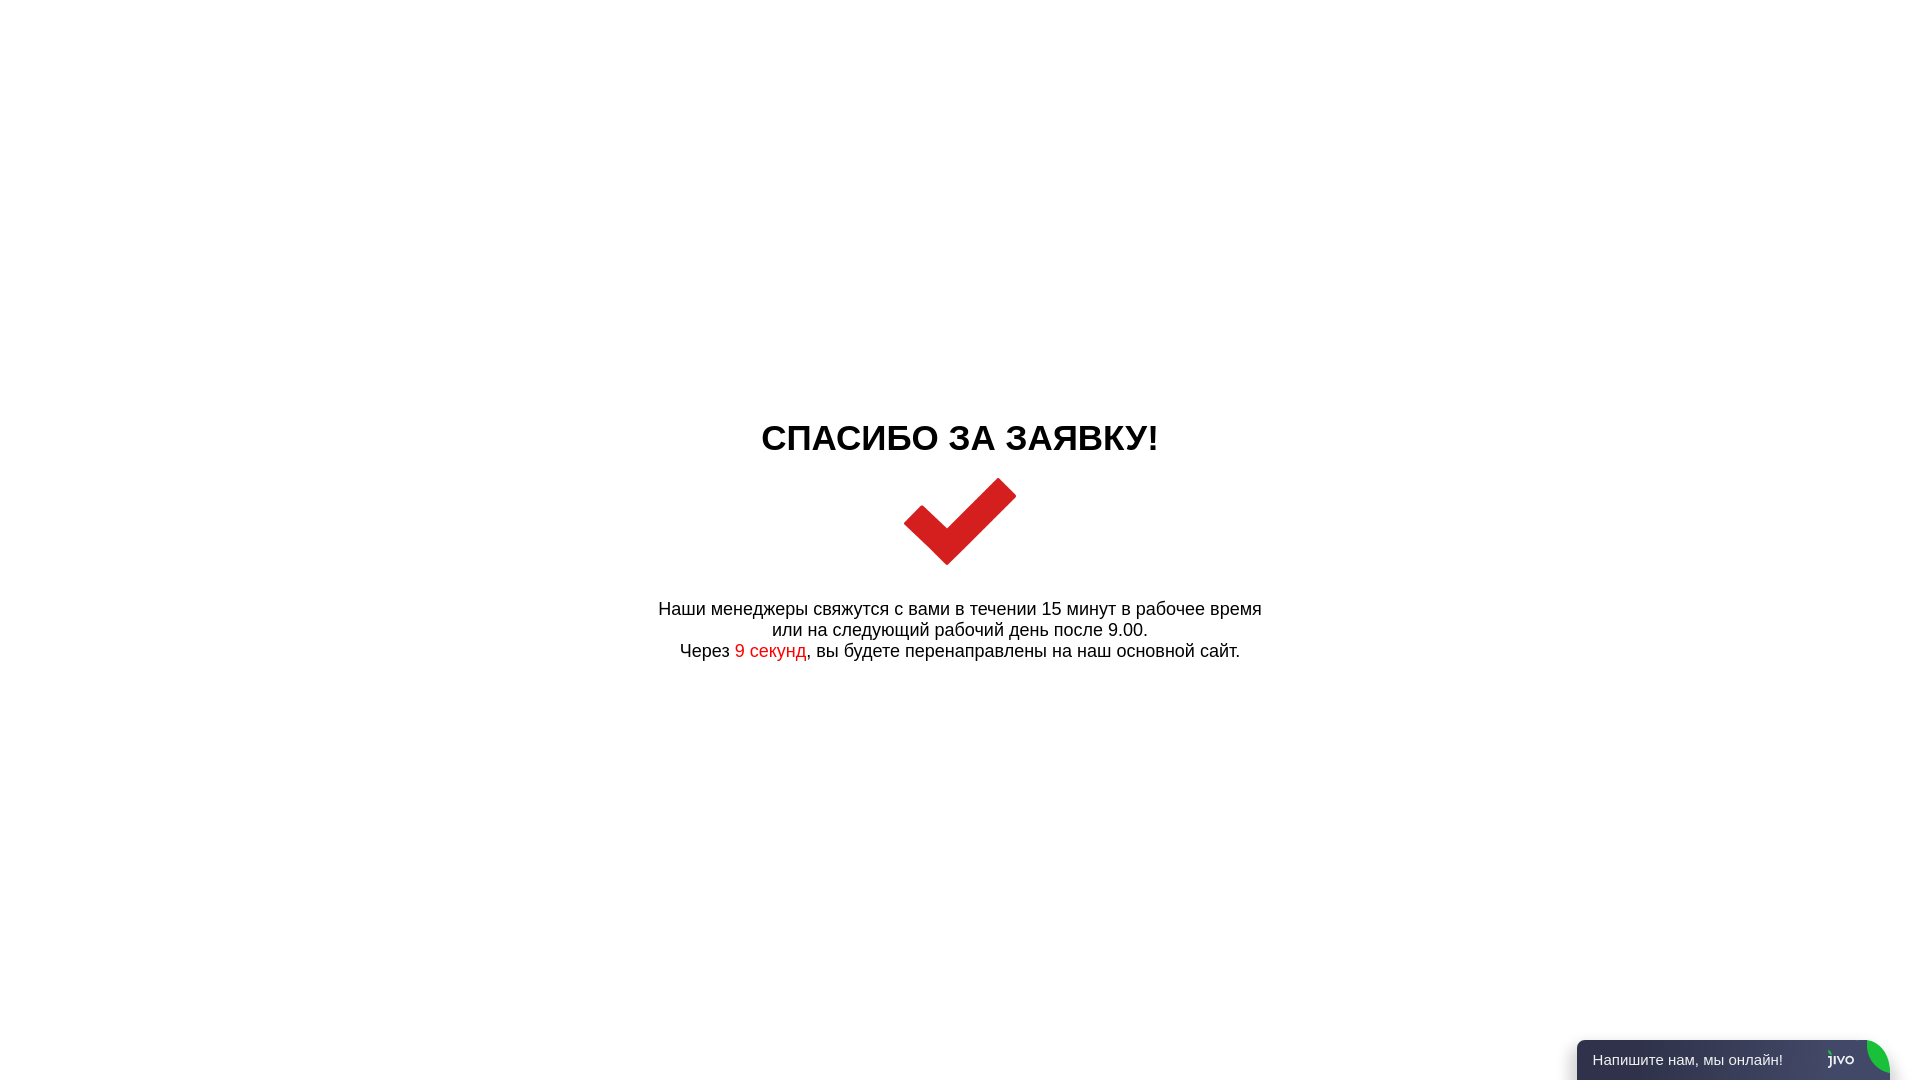 СПАСИБО ЗА ЗАЯВКУ!
Наши менеджеры свяжутся с вами в течении 15 минут в рабочее время
или на следующий рабочий день после 9.00.
Через 9 секунд, вы будете перенаправлены на наш основной сайт.
Напишите нам, мы онлайн! jivo